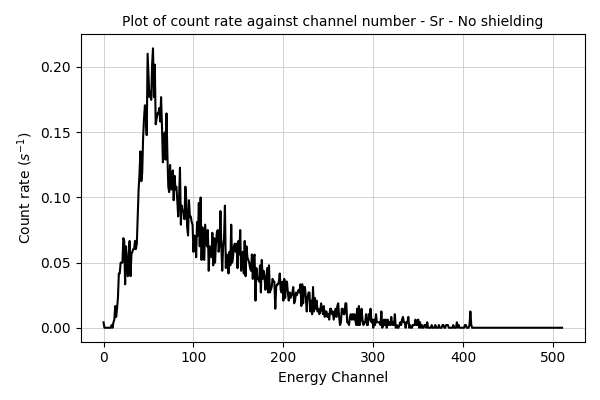 Plot of count rate against channel number - Sr - No shielding
Count rate (s⁻¹)
0.20
0.15
0.10
0.05
0.00
0 100 200 300 400 500
Energy Channel